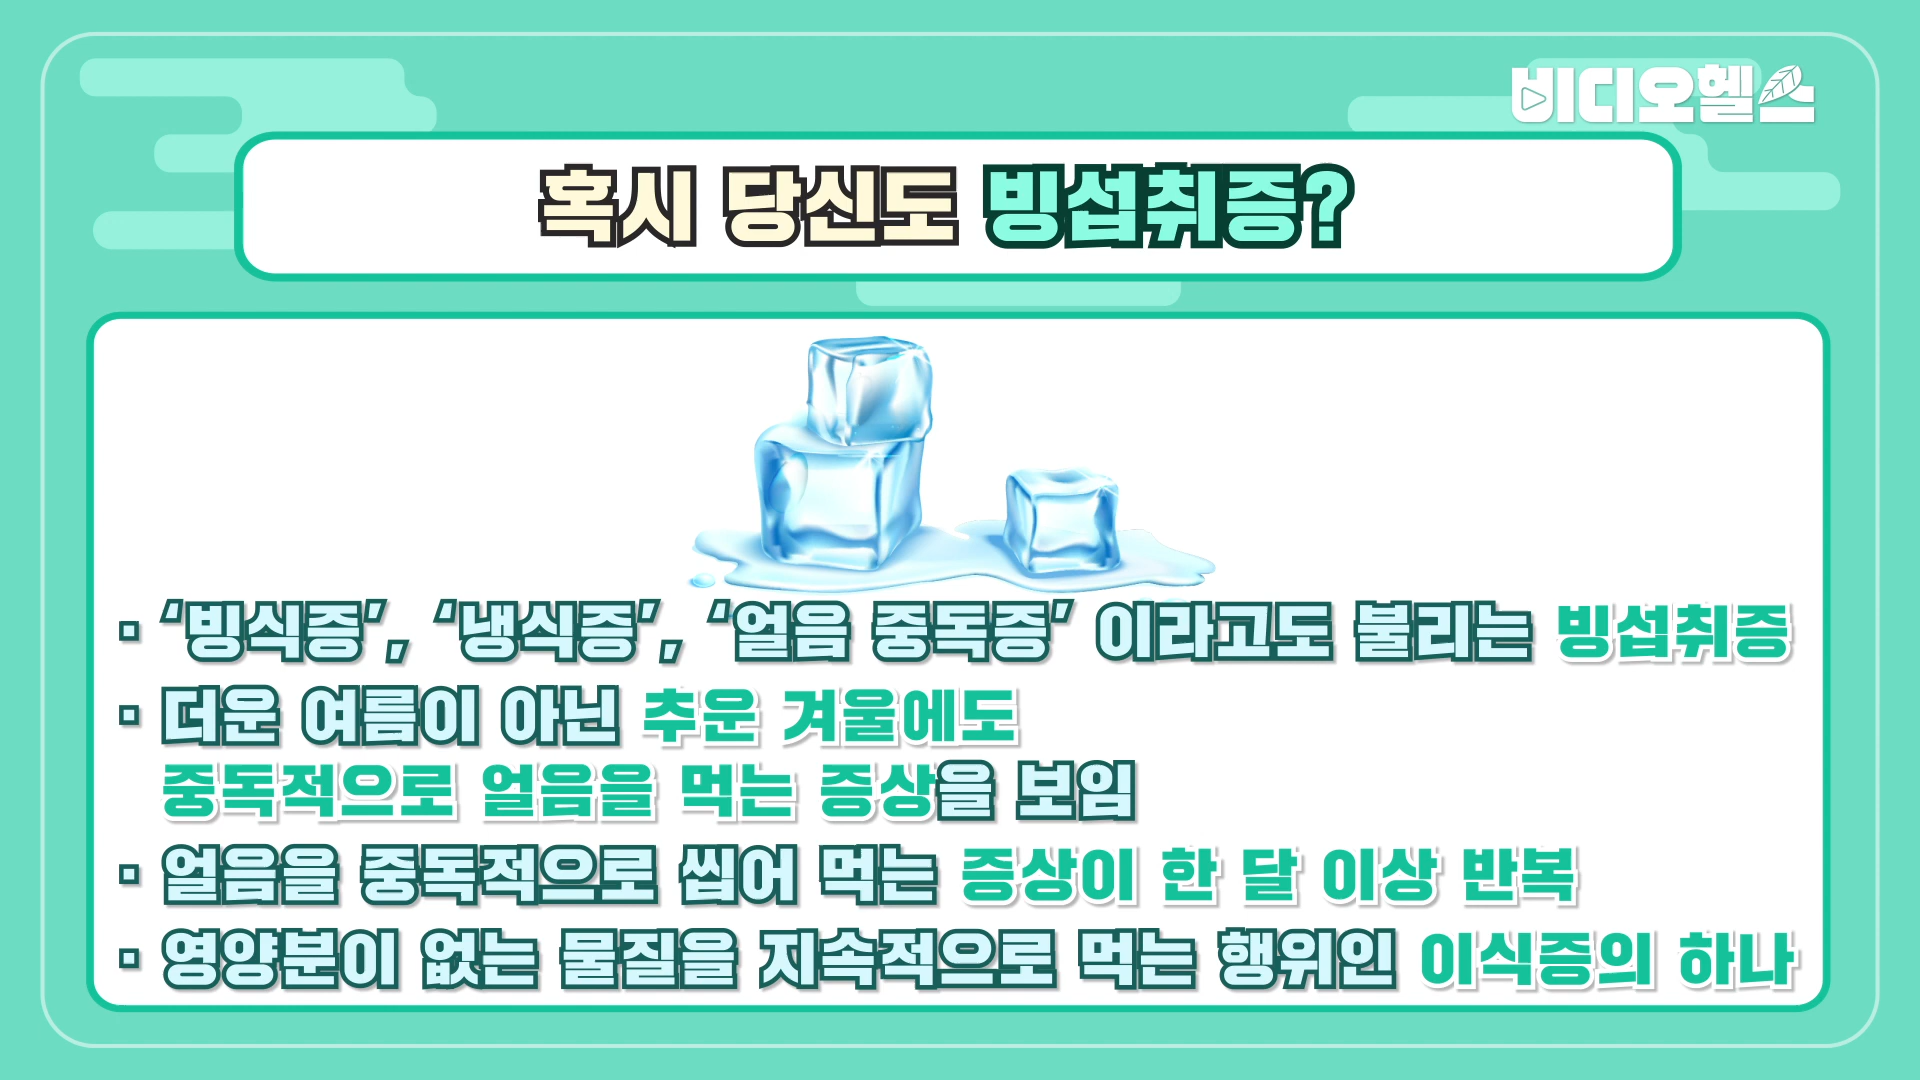 비디오헬스
혹시 당신도 빙섭취증?
· ‘빙식증’, ‘냉식증’, ‘얼음 중독증’ 이라고도 불리는 빙섭취증
· 더운 여름이 아닌 추운 겨울에도
중독적으로 얼음을 먹는 증상을 보임
· 얼음을 중독적으로 씹어 먹는 증상이 한 달 이상 반복
· 영양분이 없는 물질을 지속적으로 먹는 행위인 이식증의 하나